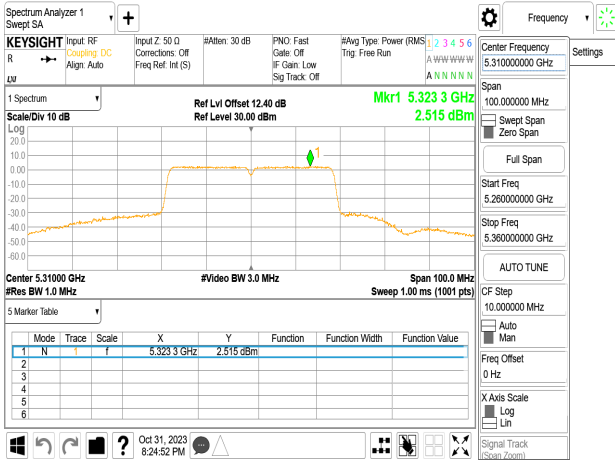 Spectrum Analyzer 1
Swept SA
+
Frequency
KEYSIGHT
R
LXI
Input: RF
Coupling: DC
Align: Auto
Input Z: 50 Ω
Corrections: Off
Freq Ref: Int (S)
#Atten: 30 dB
PNO: Fast
Gate: Off
IF Gain: Low
Sig Track: Off
#Avg Type: Power (RMS
Trig: Free Run
1 2 3 4 5 6
A W W W W W
A N N N N N
1 Spectrum
Scale/Div 10 dB
Ref Lvl Offset 12.40 dB
Ref Level 30.00 dBm
Mkr1 5.323 3 GHz
2.515 dBm
Log
20.0
10.0
0.00
-10.0
-20.0
-30.0
-40.0
-50.0
-60.0
1
Center 5.31000 GHz
#Res BW 1.0 MHz
#Video BW 3.0 MHz
Span 100.0 MHz
Sweep 1.00 ms (1001 pts)
5 Marker Table
Mode Trace Scale X Y Function Function Width Function Value
1 N 1 f 5.323 3 GHz 2.515 dBm
2
3
4
5
6
?
Oct 31, 2023
8:24:52 PM
Center Frequency
5.310000000 GHz
Settings
Span
100.000000 MHz
Swept Span
Zero Span
Full Span
Start Freq
5.260000000 GHz
Stop Freq
5.360000000 GHz
AUTO TUNE
CF Step
10.000000 MHz
Auto
Man
Freq Offset
0 Hz
X Axis Scale
Log
Lin
Signal Track
(Span Zoom)